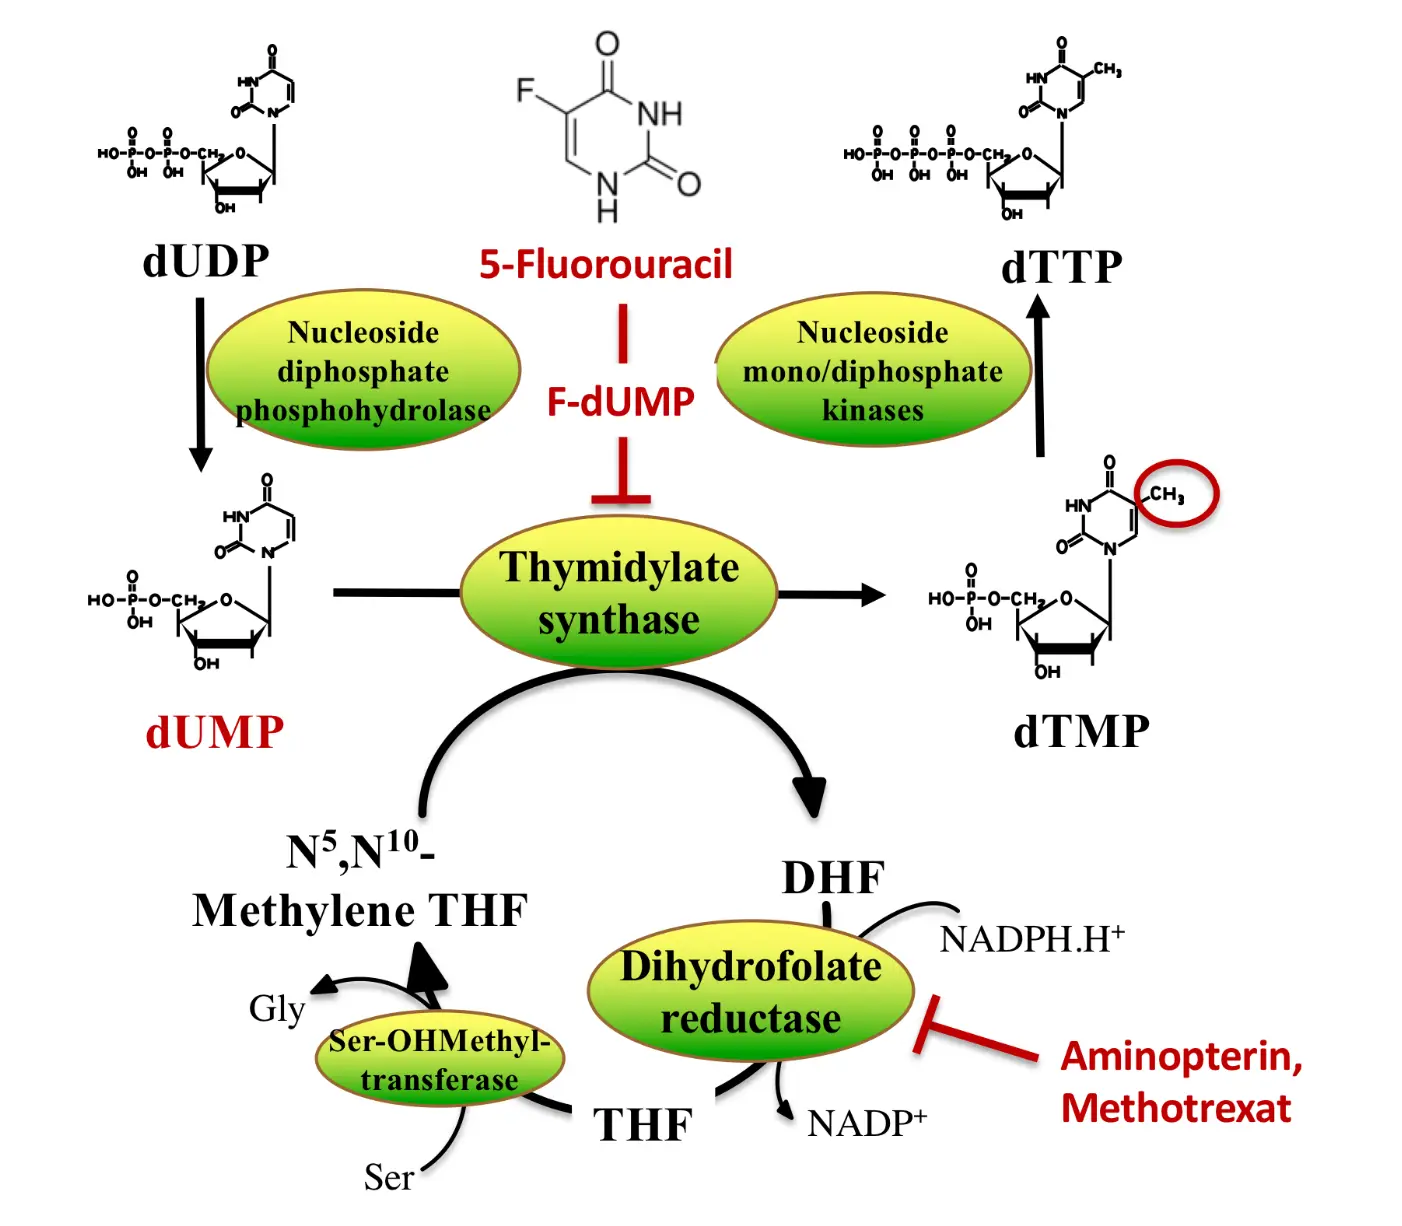 O
HN
O
N
O
O
HO-P-O-P-O-CH₂
O
OH
OH
OH
dUDP
O
F
NH
N
H
O
5-Fluorouracil
O
CH₃
HN
O
N
O
O
O
HO-P-O-P-O-P-O-CH₂
O
OH
OH
OH
OH
dTTP
Nucleoside
diphosphate
phosphohydrolase
F-dUMP
Nucleoside
mono/diphosphate
kinases
O
HN
O
N
O
HO-P-O-CH₂
O
OH
OH
dUMP
Thymidylate
synthase
O
CH₃
HN
O
N
O
HO-P-O-CH₂
O
OH
OH
dTMP
N⁵,N¹⁰-
Methylene THF
DHF
NADPH.H⁺
Dihydrofolate
reductase
Gly
Ser-OHMethyl-
transferase
Aminopterin,
Methotrexat
THF
NADP⁺
Ser